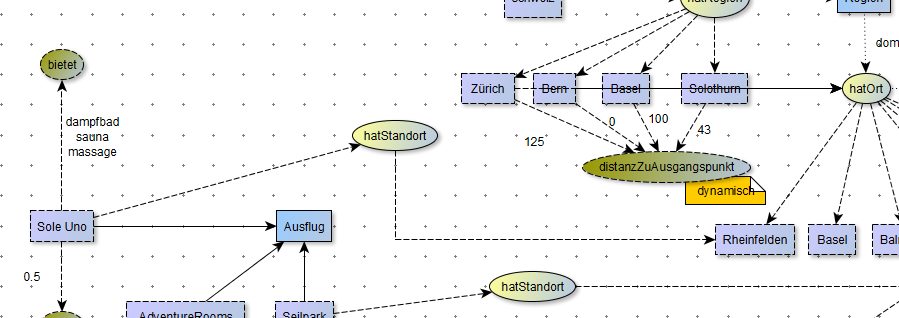 schweiz
hatRegion
Region
dom
bietet
Zürich
Bern
Basel
Solothurn
hatOrt
dampfbad
sauna
massage
hatStandort
125
0
100
43
distanzZuAusgangspunkt
dynamisch
Sole Uno
Ausflug
Rheinfelden
Basel
Bal
0.5
hatStandort
AdventureRooms
Seilpark